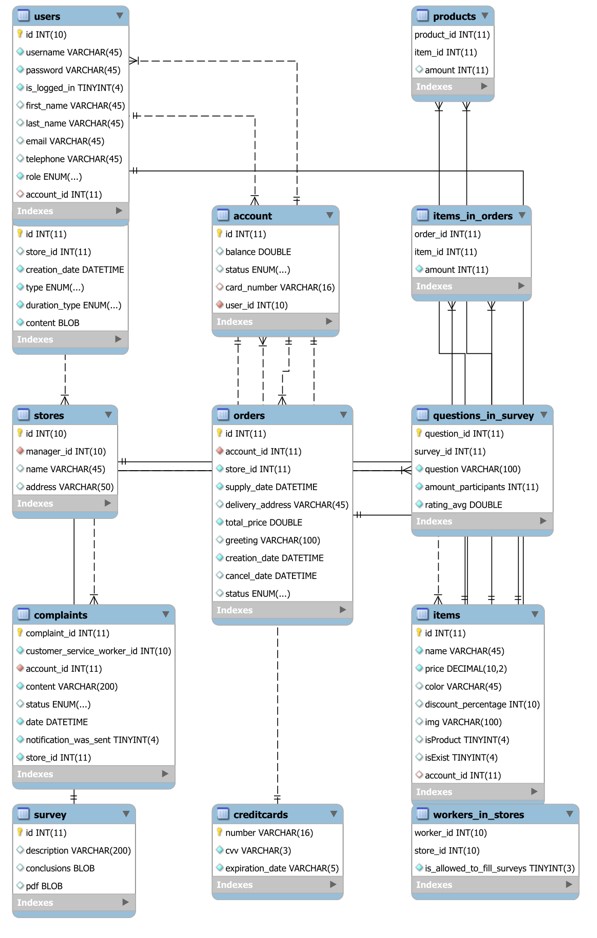 users
id INT(10)
username VARCHAR(45)
password VARCHAR(45)
is_logged_in TINYINT(4)
first_name VARCHAR(45)
last_name VARCHAR(45)
email VARCHAR(45)
telephone VARCHAR(45)
role ENUM(...)
account_id INT(11)
Indexes
id INT(11)
store_id INT(11)
creation_date DATETIME
type ENUM(...)
duration_type ENUM(...)
content BLOB
Indexes
products
product_id INT(11)
item_id INT(11)
amount INT(11)
Indexes
account
id INT(11)
balance DOUBLE
status ENUM(...)
card_number VARCHAR(16)
user_id INT(10)
Indexes
items_in_orders
order_id INT(11)
item_id INT(11)
amount INT(11)
Indexes
stores
id INT(10)
manager_id INT(10)
name VARCHAR(45)
address VARCHAR(50)
Indexes
orders
id INT(11)
account_id INT(11)
store_id INT(11)
supply_date DATETIME
delivery_address VARCHAR(45)
total_price DOUBLE
greeting VARCHAR(100)
creation_date DATETIME
cancel_date DATETIME
status ENUM(...)
Indexes
questions_in_survey
question_id INT(11)
survey_id INT(11)
question VARCHAR(100)
amount_participants INT(11)
rating_avg DOUBLE
Indexes
complaints
complaint_id INT(11)
customer_service_worker_id INT(10)
account_id INT(11)
content VARCHAR(200)
status ENUM(...)
date DATETIME
notification_was_sent TINYINT(4)
store_id INT(11)
Indexes
items
id INT(11)
name VARCHAR(45)
price DECIMAL(10,2)
color VARCHAR(45)
discount_percentage INT(10)
img VARCHAR(100)
isProduct TINYINT(4)
isExist TINYINT(4)
account_id INT(11)
Indexes
survey
id INT(11)
description VARCHAR(200)
conclusions BLOB
pdf BLOB
Indexes
creditcards
number VARCHAR(16)
cvv VARCHAR(3)
expiration_date VARCHAR(5)
Indexes
workers_in_stores
worker_id INT(10)
store_id INT(10)
is_allowed_to_fill_surveys TINYINT(3)
Indexes